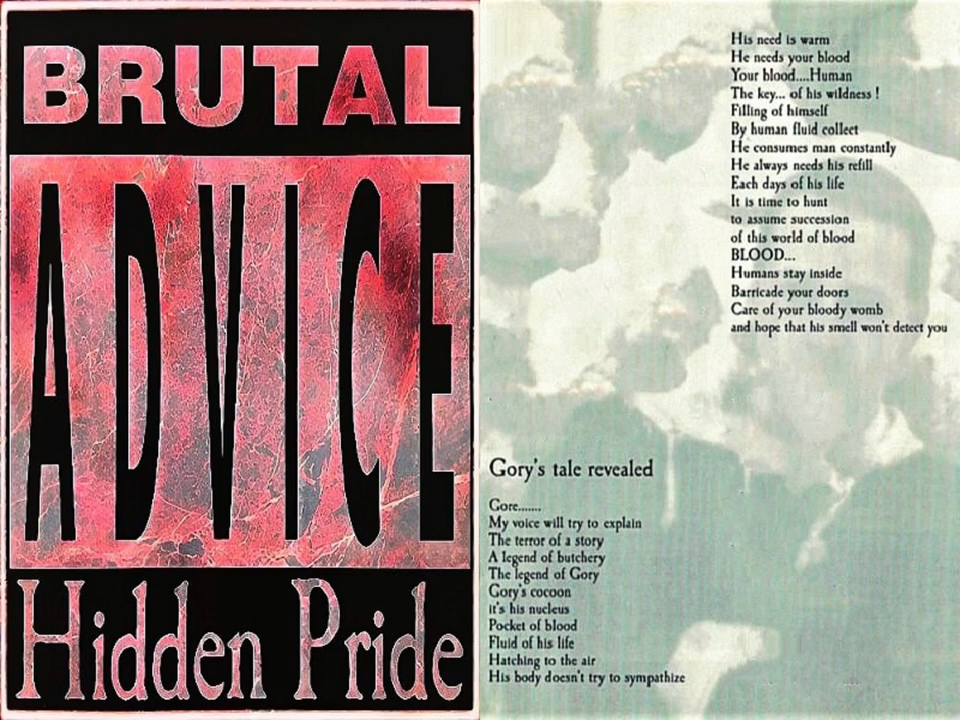 BRUTAL
ADVICE
Hidden Pride
Gory's tale revealed
Gore.......
My voice will try to explain
The terror of a story
A legend of butchery
The legend of Gory
Gory's cocoon
it's his nucleus
Pocket of blood
Fluid of his life
Hatching to the air
His body doesn't try to sympathize
His need is warm
He needs your blood
Your blood....Human
The key... of his wildness !
Filling of himself
By human fluid collect
He consumes man constantly
He always needs his refill
Each days of his life
It is time to hunt
to assume succession
of this world of blood
BLOOD...
Humans stay inside
Barricade your doors
Care of your bloody womb
and hope that his smell won't detect you